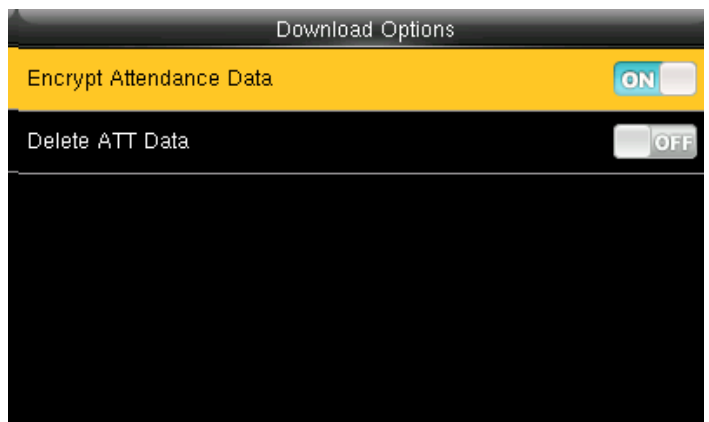 Download Options
Encrypt Attendance Data ON
Delete ATT Data OFF